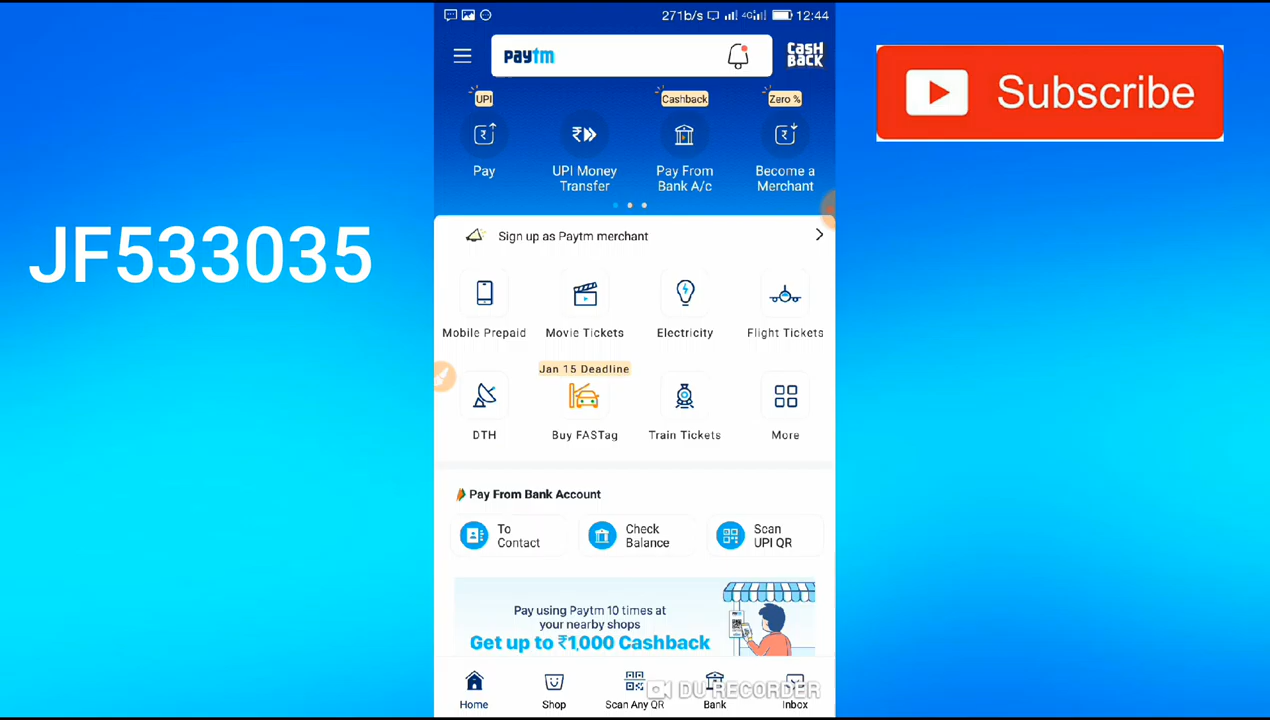 271b/s 4G 12:44
paytm
CASH
BACK
Subscribe
UPI
Cashback
Zero %
Pay
UPI Money
Transfer
Pay From
Bank A/c
Become a
Merchant
JF533035
Sign up as Paytm merchant
Mobile Prepaid
Movie Tickets
Electricity
Flight Tickets
Jan 15 Deadline
DTH
Buy FASTag
Train Tickets
More
Pay From Bank Account
To
Contact
Check
Balance
Scan
UPI QR
Pay using Paytm 10 times at
your nearby shops
Get up to ₹1,000 Cashback
DU RECORDER
Home
Shop
Scan Any QR
Bank
Inbox